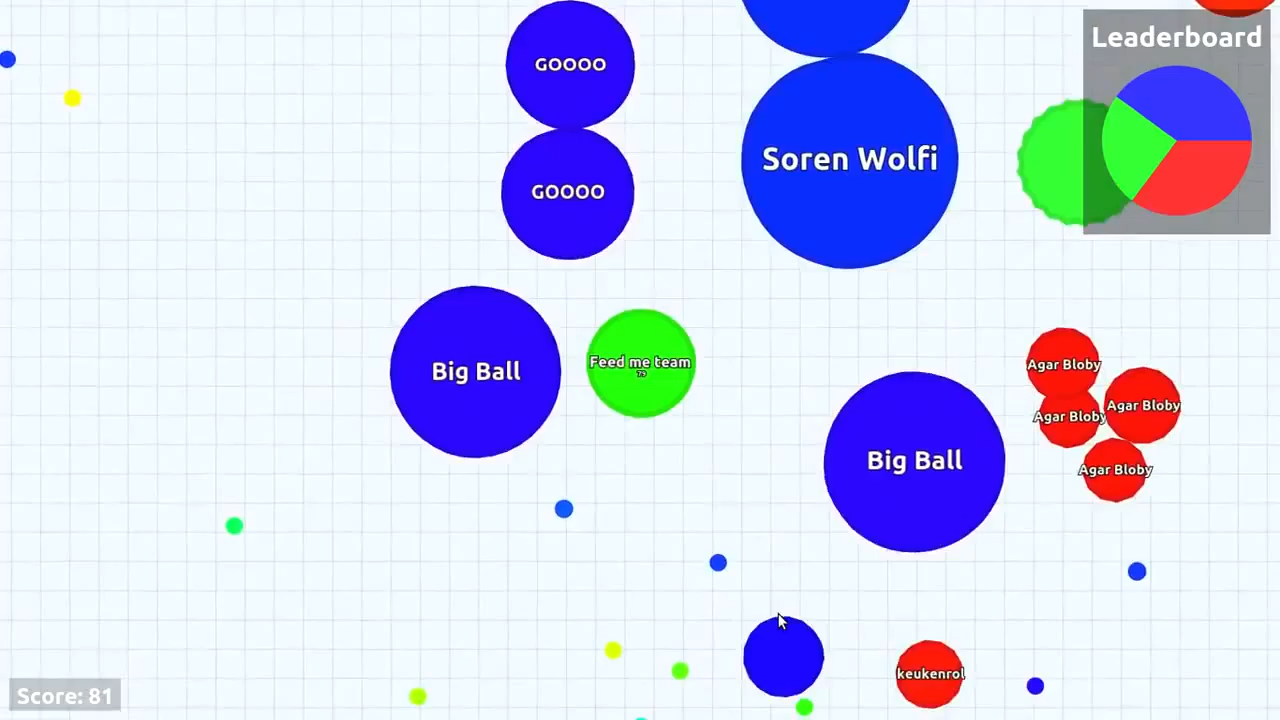 GOOOO
Leaderboard
Soren Wolfi
GOOOO
Big Ball
Feed me team
79
Agar Bloby
Agar Bloby
Agar Bloby
Big Ball
Agar Bloby
keukenrol
Score: 81